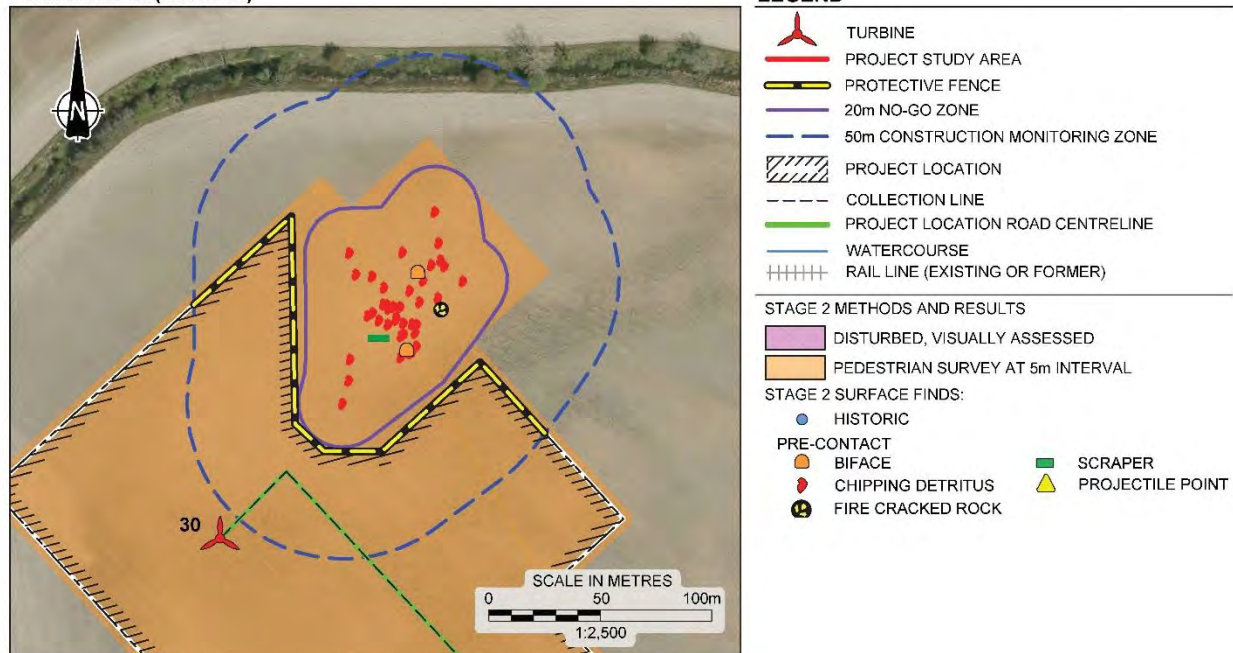 LEGEND
N
30
SCALE IN METRES
0 50 100m
1:2,500
TURBINE
PROJECT STUDY AREA
PROTECTIVE FENCE
20m NO-GO ZONE
50m CONSTRUCTION MONITORING ZONE
PROJECT LOCATION
COLLECTION LINE
PROJECT LOCATION ROAD CENTRELINE
WATERCOURSE
RAIL LINE (EXISTING OR FORMER)
STAGE 2 METHODS AND RESULTS
DISTURBED, VISUALLY ASSESSED
PEDESTRIAN SURVEY AT 5m INTERVAL
STAGE 2 SURFACE FINDS:
HISTORIC
PRE-CONTACT
BIFACE SCRAPER
CHIPPING DETRITUS PROJECTILE POINT
FIRE CRACKED ROCK